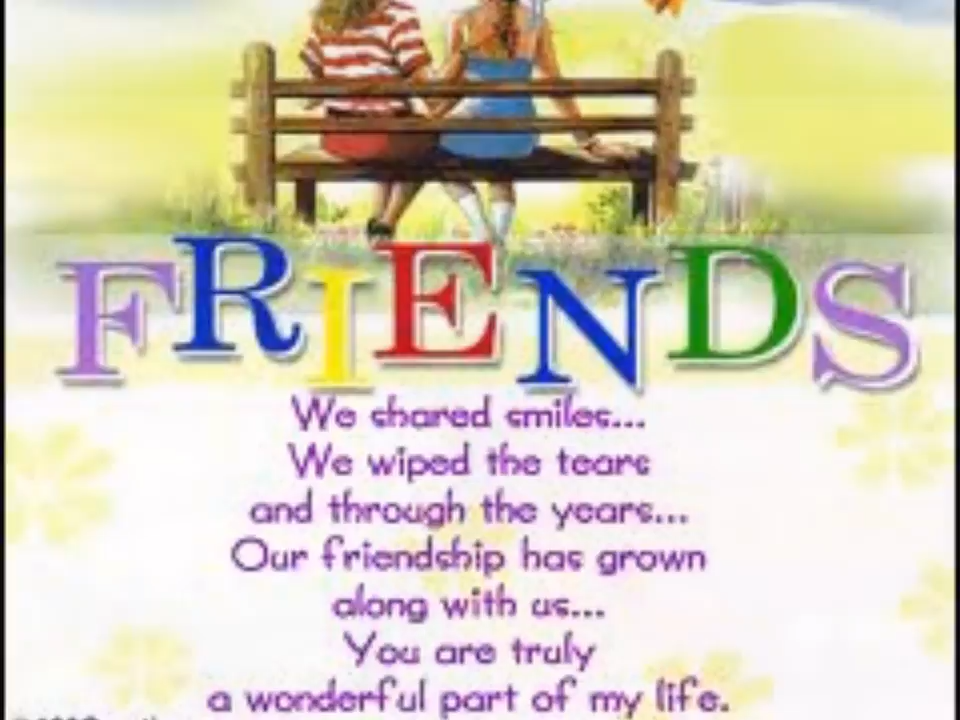 FRIENDS
We shared smiles...
We wiped the tears
and through the years...
Our friendship has grown
along with us...
You are truly
a wonderful part of my life.